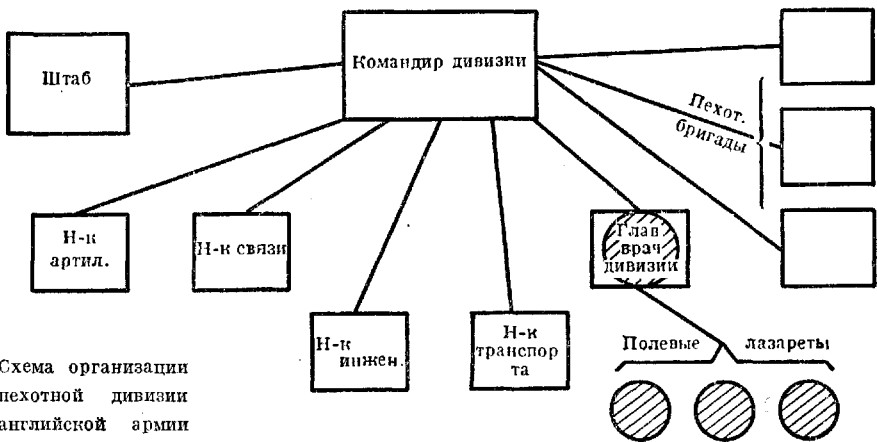 Штаб
Командир дивизии
Пехот.
бригады
Н-к
артил.
Н-к связи
Глав
врач
дивизии
Н-к
инжен.
Н-к
транспор
та
Полевые лазареты
Схема организации
пехотной дивизии
английской армии